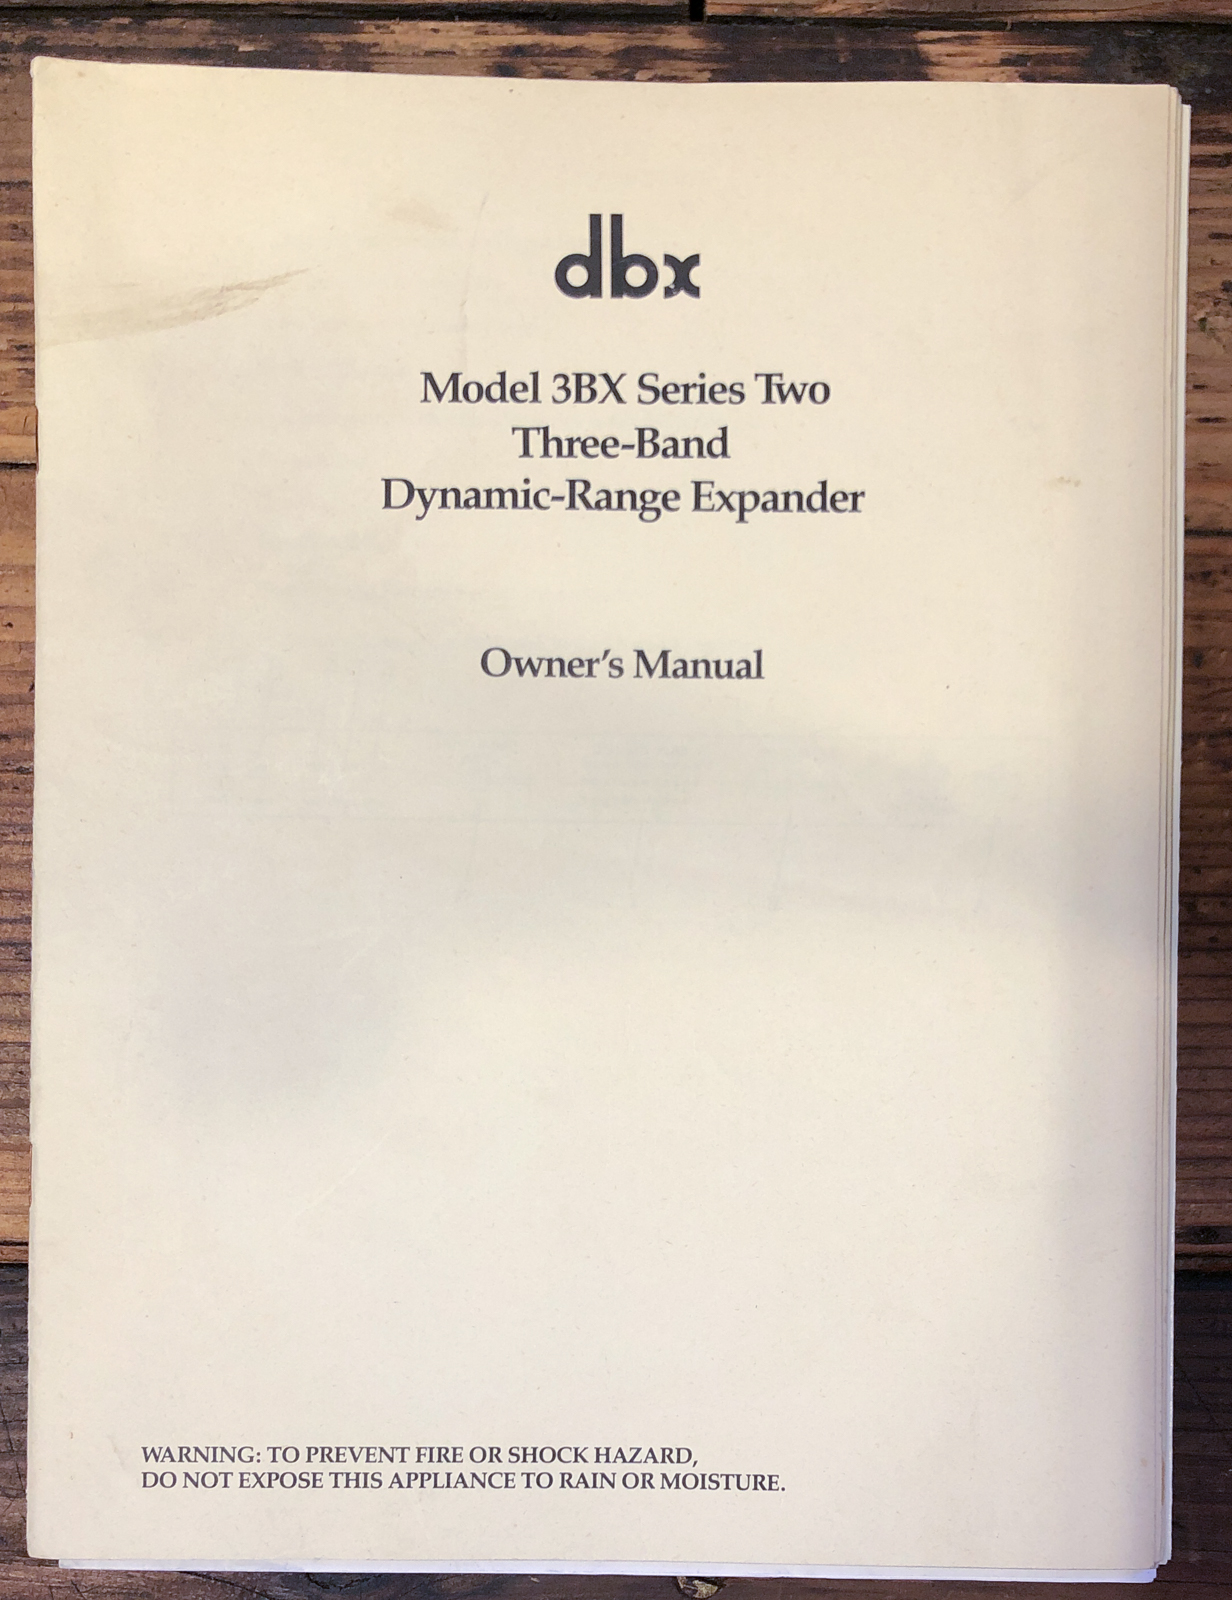 dbx
Model 3BX Series Two
Three-Band
Dynamic-Range Expander
Owner's Manual
WARNING: TO PREVENT FIRE OR SHOCK HAZARD,
DO NOT EXPOSE THIS APPLIANCE TO RAIN OR MOISTURE.